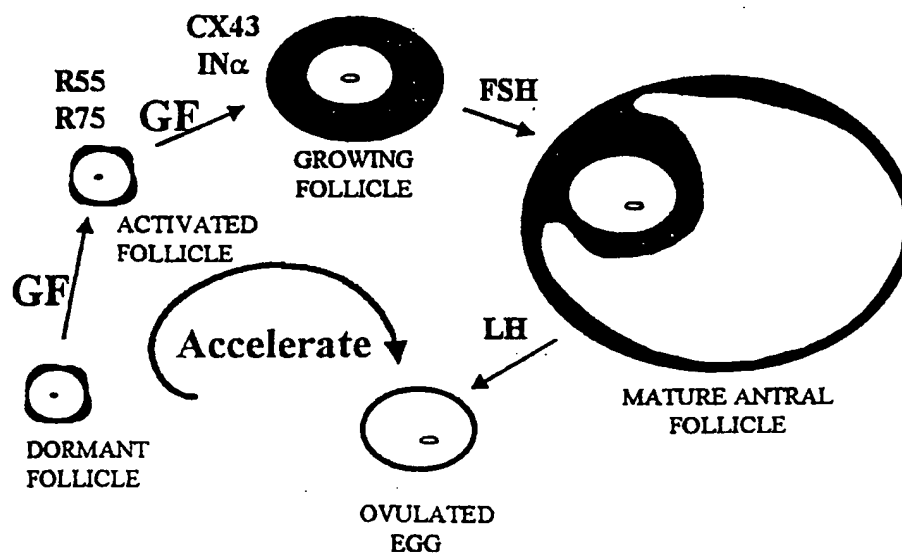 CX43
INα
R55
R75
GF
FSH
GROWING
FOLLICLE
ACTIVATED
FOLLICLE
GF
Accelerate
LH
MATURE ANTRAL
FOLLICLE
DORMANT
FOLLICLE
OVULATED
EGG